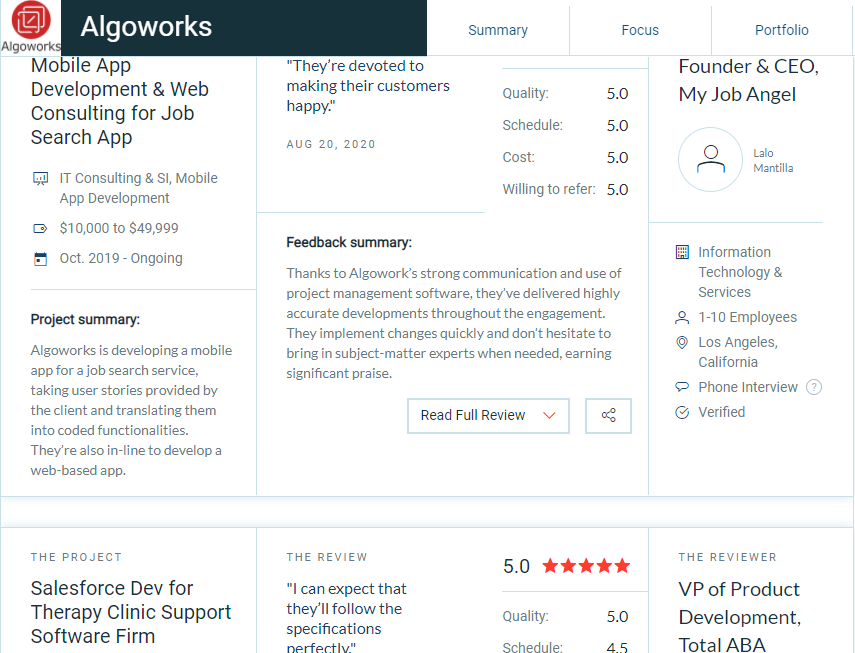 Algoworks
Algoworks
Summary
Focus
Portfolio
Mobile App
Development & Web
Consulting for Job
Search App
IT Consulting & SI, Mobile
App Development
$10,000 to $49,999
Oct. 2019 - Ongoing
Project summary:
Algoworks is developing a mobile
app for a job search service,
taking user stories provided by
the client and translating them
into coded functionalities.
They're also in-line to develop a
web-based app.
"They're devoted to
making their customers
happy."
AUG 20, 2020
Quality: 5.0
Schedule: 5.0
Cost: 5.0
Willing to refer: 5.0
Feedback summary:
Thanks to Algowork's strong communication and use of
project management software, they've delivered highly
accurate developments throughout the engagement.
They implement changes quickly and don't hesitate to
bring in subject-matter experts when needed, earning
significant praise.
Read Full Review
Founder & CEO,
My Job Angel
Lalo
Mantilla
Information
Technology &
Services
1-10 Employees
Los Angeles,
California
Phone Interview ?
Verified
THE PROJECT
Salesforce Dev for
Therapy Clinic Support
Software Firm
THE REVIEW
"I can expect that
they'll follow the
specifications
perfectly."
5.0
Quality: 5.0
Schedule: 4.5
THE REVIEWER
VP of Product
Development,
Total ABA